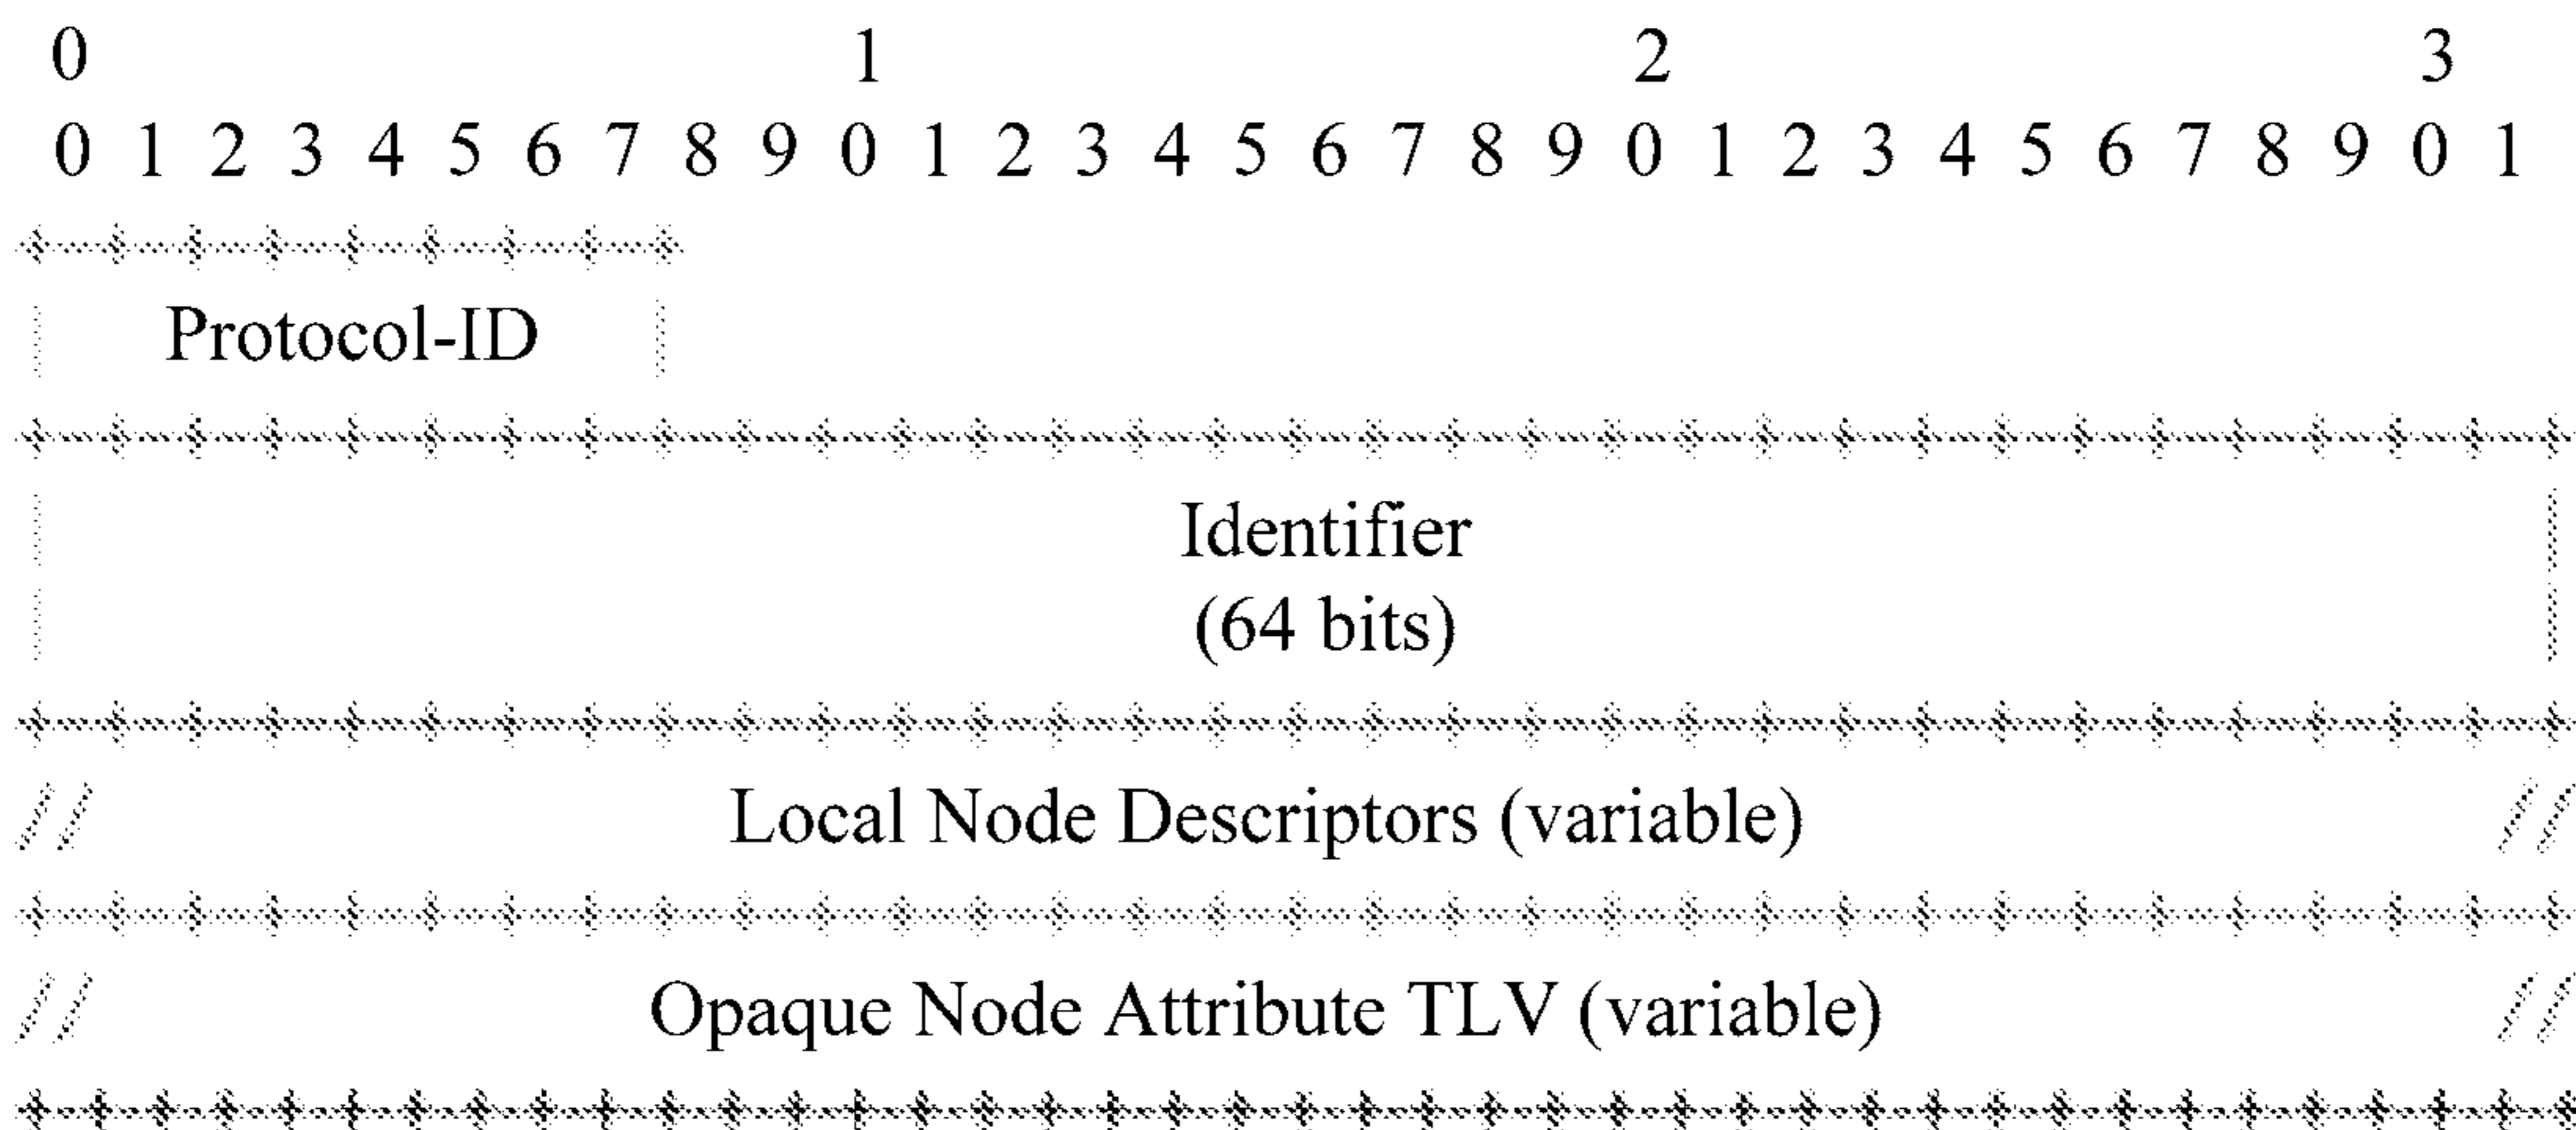 0 1 2 3
0 1 2 3 4 5 6 7 8 9 0 1 2 3 4 5 6 7 8 9 0 1 2 3 4 5 6 7 8 9 0 1
Protocol-ID
Identifier
(64 bits)
// Local Node Descriptors (variable) //
// Opaque Node Attribute TLV (variable) //